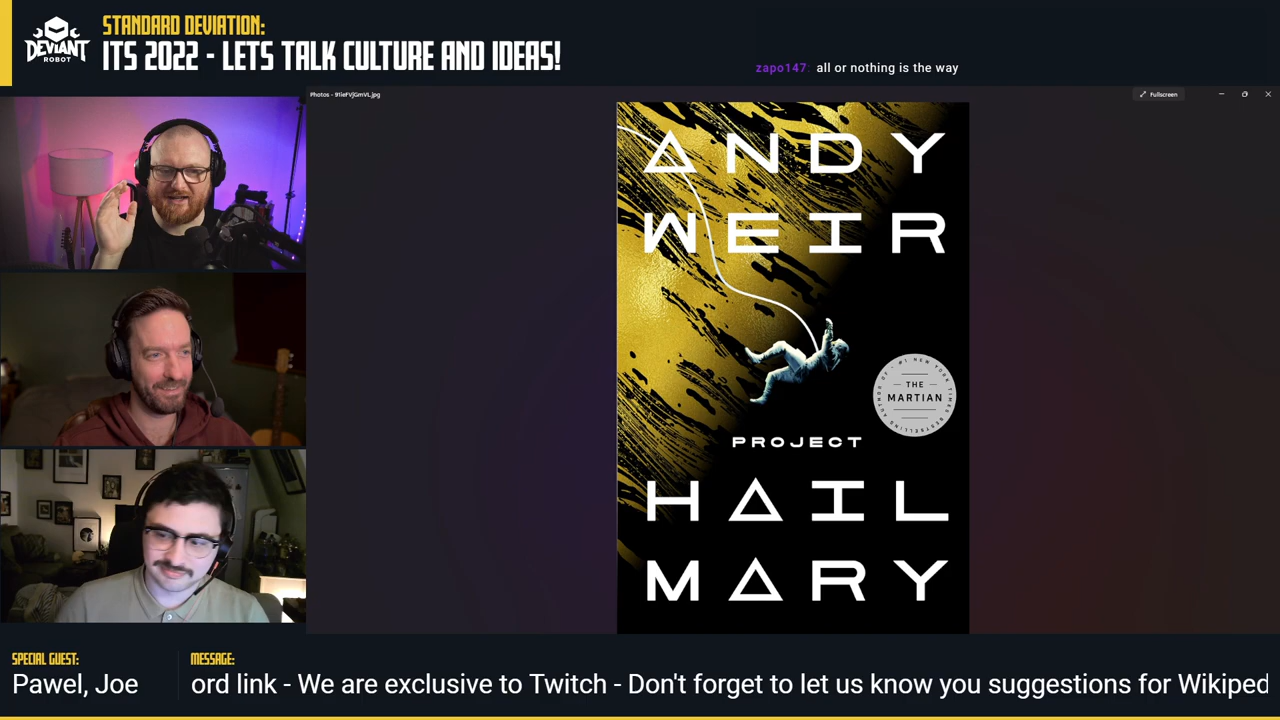 DEVIANT
ROBOT
STANDARD DEVIATION:
ITS 2022 - LETS TALK CULTURE AND IDEAS!
zapo147: all or nothing is the way
Fullscreen
ANDY
WEIR
#1 NEW YORK TIMES BESTSELLING AUTHOR OF
THE
MARTIAN
PROJECT
HAIL
MARY
SPECIAL GUEST:
Pawel, Joe
MESSAGE:
ord link - We are exclusive to Twitch - Don't forget to let us know you suggestions for Wikiped